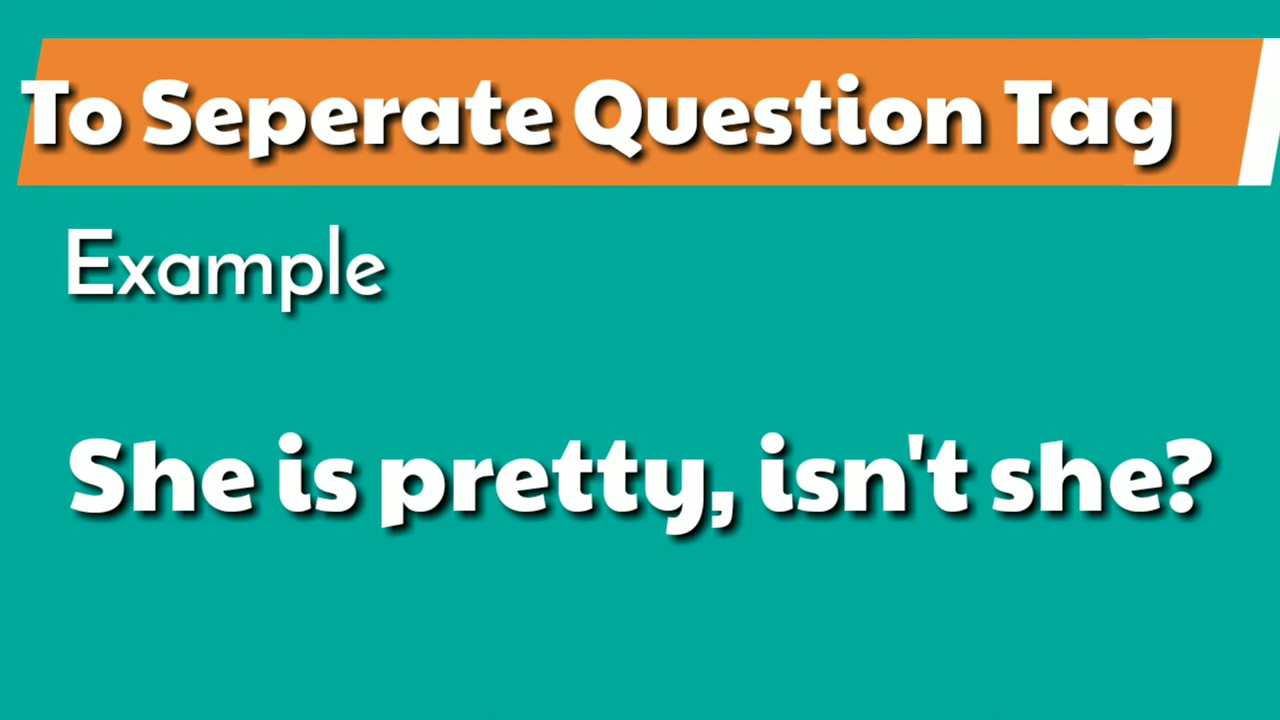 To Seperate Question Tag
Example
She is pretty, isn't she?